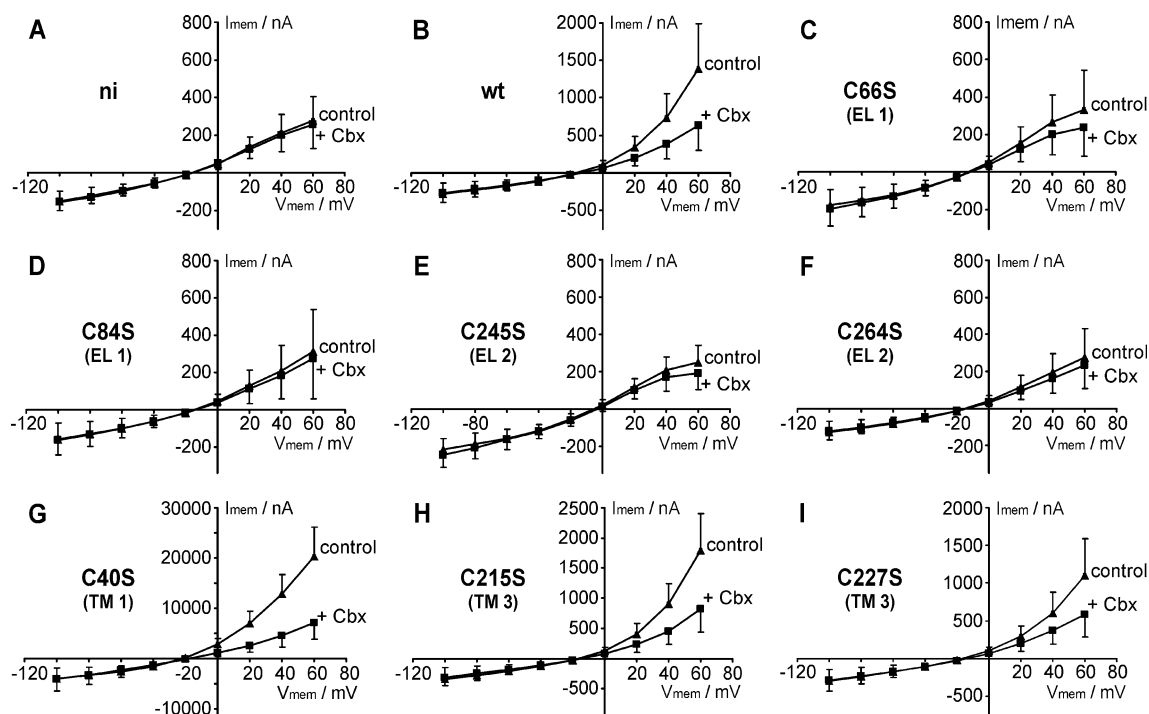 A
ni
800
600
400
200
-200
-120
20 40 60 80
Imem / nA
control
+ Cbx
Vmem / mV
B
wt
2000
1500
1000
500
-500
-120
20 40 60 80
Imem / nA
control
+ Cbx
Vmem / mV
C
C66S
(EL 1)
800
600
400
200
-200
-120
20 40 60 80
Imem / nA
control
+ Cbx
Vmem / mV
D
C84S
(EL 1)
800
600
400
200
-200
-120
20 40 60 80
Imem / nA
control
+ Cbx
Vmem / mV
E
C245S
(EL 2)
800
600
400
200
-200
-120 -80
20 40 60 80
Imem / nA
control
+ Cbx
Vmem / mV
F
C264S
(EL 2)
800
600
400
200
-200
-120 -20
20 40 60 80
Imem / nA
control
+ Cbx
Vmem / mV
G
C40S
(TM 1)
30000
20000
10000
-10000
-120 -20
20 40 60 80
Imem / nA
control
+ Cbx
Vmem / mV
H
C215S
(TM 3)
2500
2000
1500
1000
500
-500
-120
20 40 60 80
Imem / nA
control
+ Cbx
Vmem / mV
I
C227S
(TM 3)
2000
1500
1000
500
-500
-120
20 40 60 80
Imem / nA
control
+ Cbx
Vmem / mV